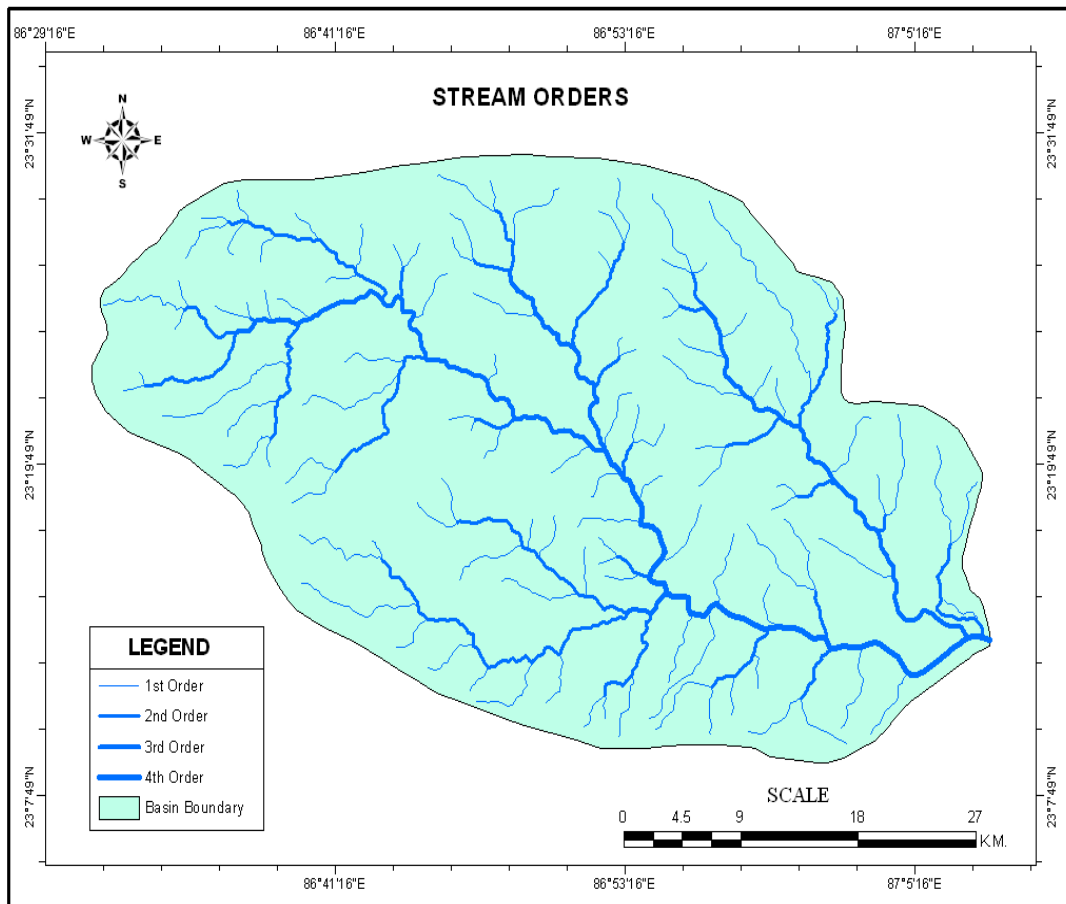 86°29'16"E 86°41'16"E 86°53'16"E 87°5'16"E
STREAM ORDERS
N
W E
S
23°31'49"N
23°31'49"N
23°19'49"N
23°19'49"N
23°7'49"N
23°7'49"N
LEGEND
1st Order
2nd Order
3rd Order
4th Order
Basin Boundary
SCALE
0 4.5 9 18 27
K.M.
86°41'16"E 86°53'16"E 87°5'16"E